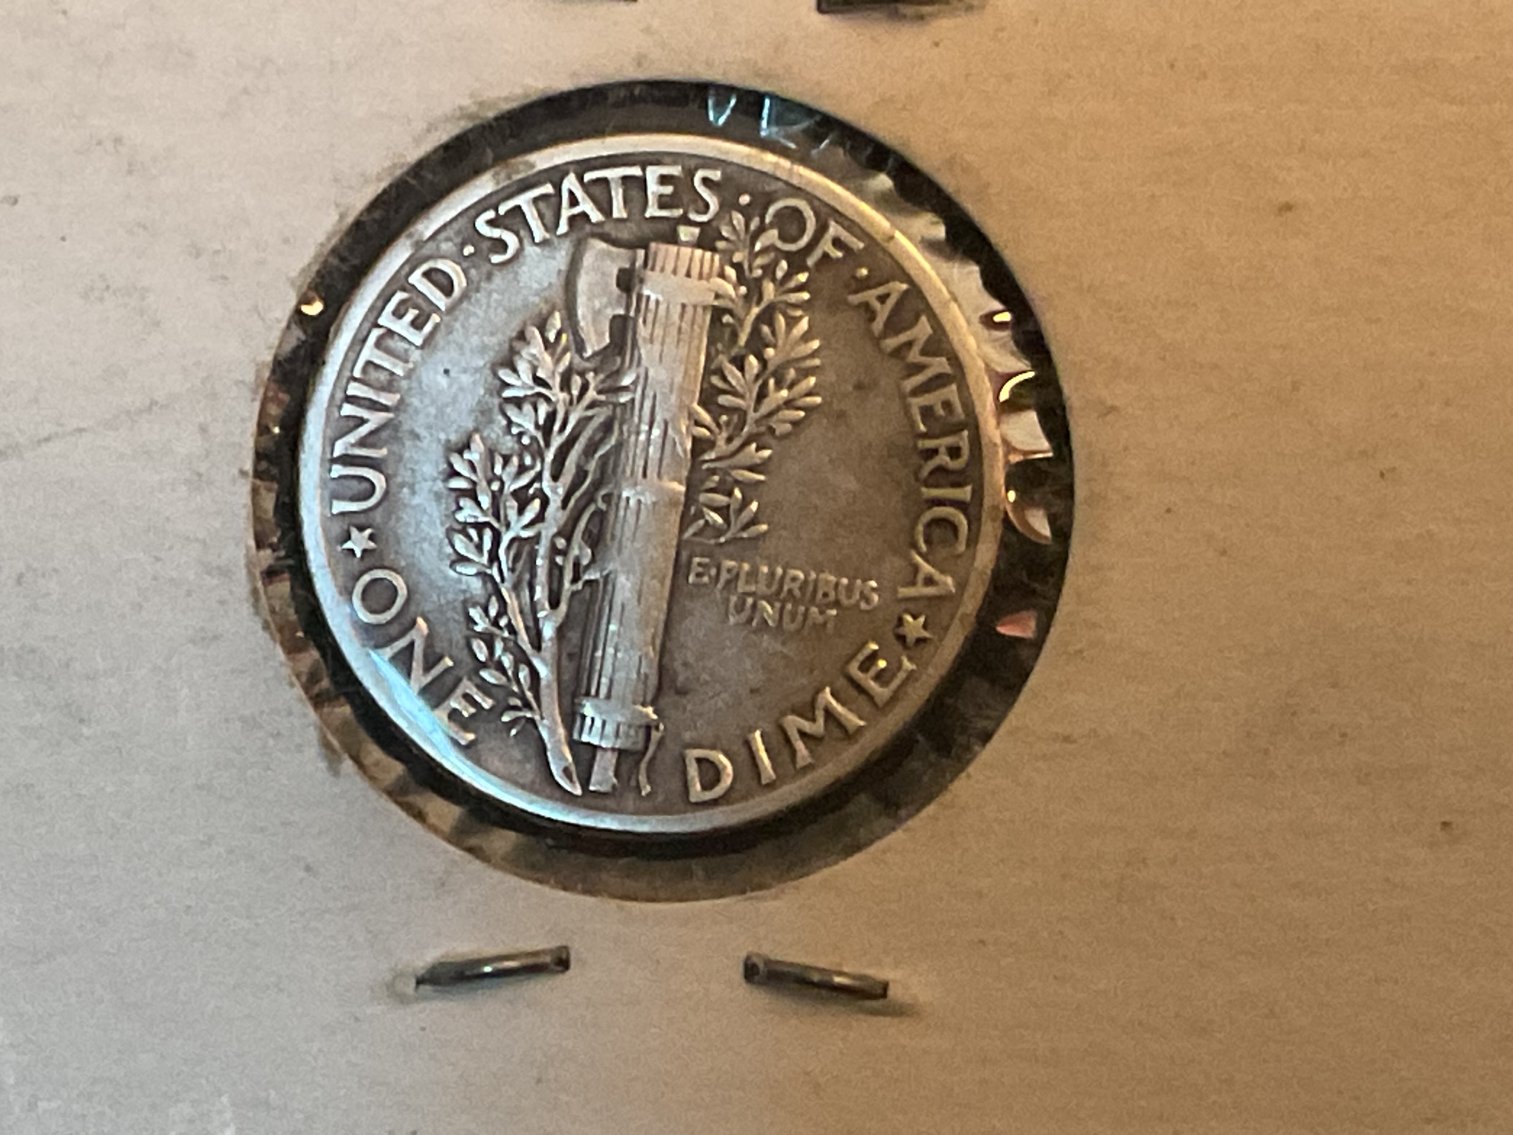 ★ UNITED · STATES · OF · AMERICA ★
E·PLURIBUS
UNUM
ONE DIME